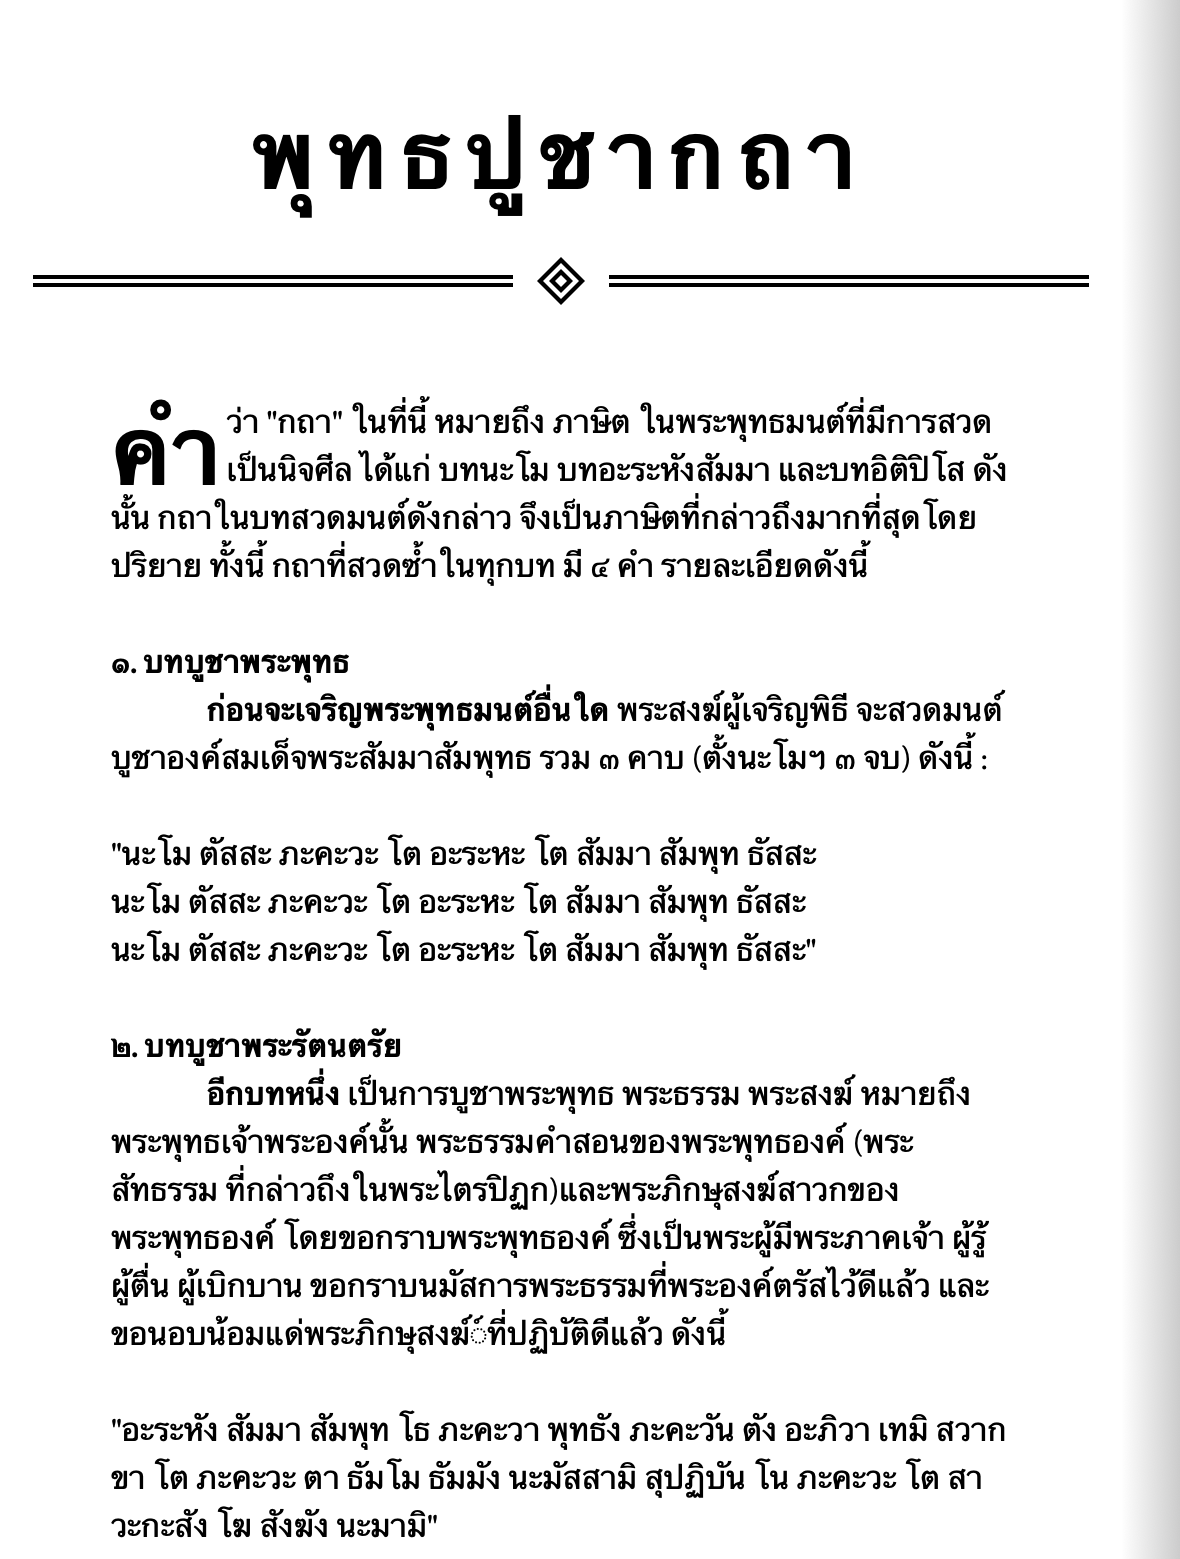 พุทธปูชากถา
คำว่า "กถา" ในที่นี้ หมายถึง ภาษิต ในพระพุทธมนต์ที่มีการสวด
เป็นนิจศีล ได้แก่ บทนะโม บทอะระหังสัมมา และบทอิติปิโส ดัง
นั้น กถาในบทสวดมนต์ดังกล่าว จึงเป็นภาษิตที่กล่าวถึงมากที่สุดโดย
ปริยาย ทั้งนี้ กถาที่สวดซ้ำในทุกบท มี ๔ คำ รายละเอียดดังนี้
๑. บทบูชาพระพุทธ
ก่อนจะเจริญพระพุทธมนต์อื่นใด พระสงฆ์ผู้เจริญพิธี จะสวดมนต์
บูชาองค์สมเด็จพระสัมมาสัมพุทธ รวม ๓ คาบ (ตั้งนะโมฯ ๓ จบ) ดังนี้ :
"นะโม ตัสสะ ภะคะวะ โต อะระหะ โต สัมมา สัมพุท ธัสสะ
นะโม ตัสสะ ภะคะวะ โต อะระหะ โต สัมมา สัมพุท ธัสสะ
นะโม ตัสสะ ภะคะวะ โต อะระหะ โต สัมมา สัมพุท ธัสสะ"
๒. บทบูชาพระรัตนตรัย
อีกบทหนึ่ง เป็นการบูชาพระพุทธ พระธรรม พระสงฆ์ หมายถึง
พระพุทธเจ้าพระองค์นั้น พระธรรมคำสอนของพระพุทธองค์ (พระ
สัทธรรม ที่กล่าวถึงในพระไตรปิฏก)และพระภิกษุสงฆ์สาวกของ
พระพุทธองค์ โดยขอกราบพระพุทธองค์ ซึ่งเป็นพระผู้มีพระภาคเจ้า ผู้รู้
ผู้ตื่น ผู้เบิกบาน ขอกราบนมัสการพระธรรมที่พระองค์ตรัสไว้ดีแล้ว และ
ขอนอบน้อมแด่พระภิกษุสงฆ์์ที่ปฏิบัติดีแล้ว ดังนี้
"อะระหัง สัมมา สัมพุท โธ ภะคะวา พุทธัง ภะคะวัน ตัง อะภิวา เทมิ สวาก
ขา โต ภะคะวะ ตา ธัมโม ธัมมัง นะมัสสามิ สุปฏิบัน โน ภะคะวะ โต สา
วะกะสัง โฆ สังฆัง นะมามิ"